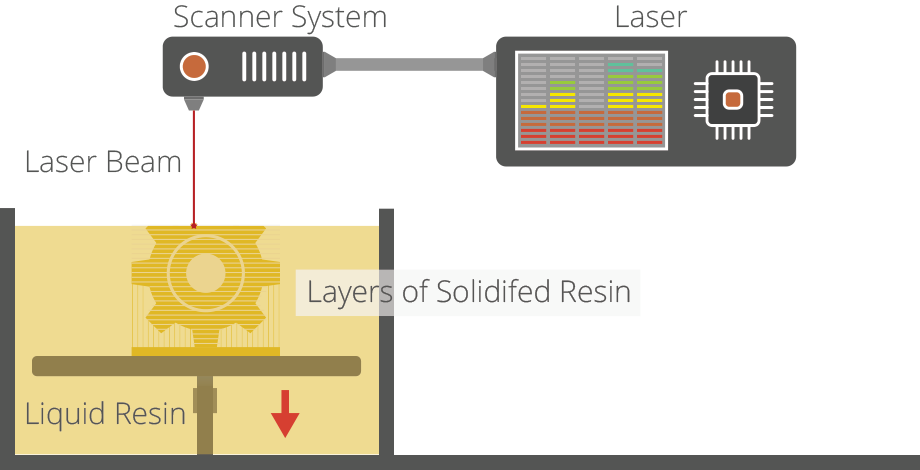 Scanner System
Laser
Laser Beam
Layers of Solidifed Resin
Liquid Resin